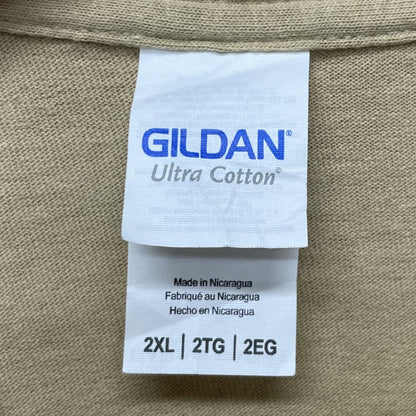 GILDAN®
Ultra Cotton®
Made in Nicaragua
Fabriqué au Nicaragua
Hecho en Nicaragua
2XL | 2TG | 2EG